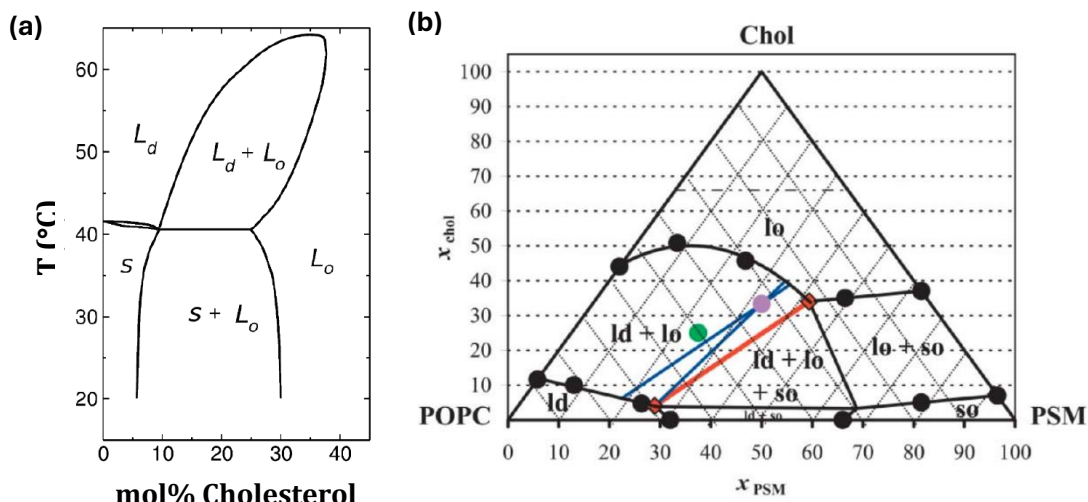 (a)
60
50
40
30
20
T (°C)
L_d
L_d + L_o
s
L_o
s + L_o
0
10
20
30
40
mol% Cholesterol
(b)
Chol
100
90
80
70
60
50
40
30
20
10
0
x_chol
lo
ld + lo
ld + lo
+ so
lo + so
ld
ld + so
so
POPC
PSM
0 10 20 30 40 50 60 70 80 90 100
x_PSM